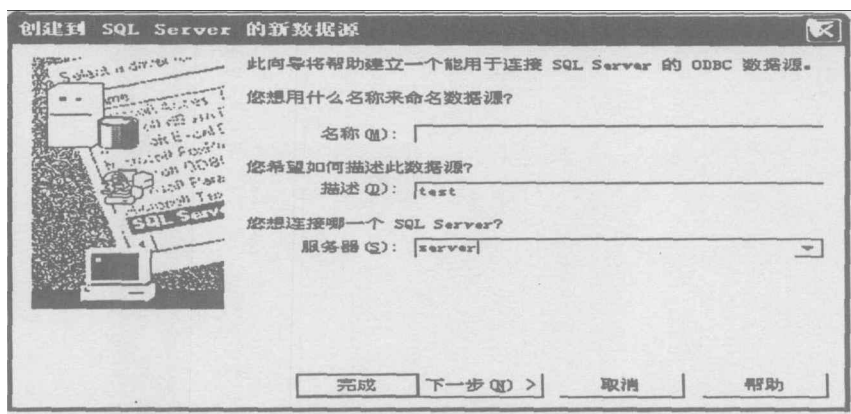 创建到 SQL Server 的新数据源
此向导将帮助建立一个能用于连接 SQL Server 的 ODBC 数据源。
您想用什么名称来命名数据源?
名称(M):
您希望如何描述此数据源?
描述(D): test
您想连接哪一个 SQL Server?
服务器(S): server
Select a driver
SQL Serv
完成
下一步(N) >
取消
帮助